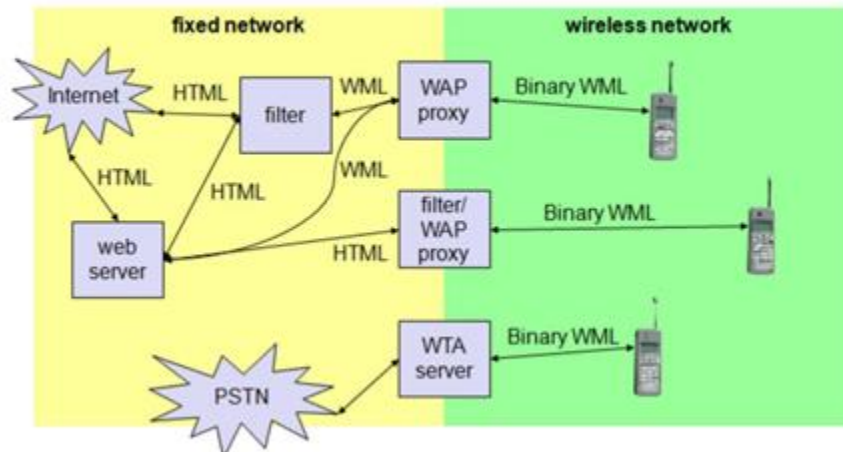 fixed network
wireless network
Internet
HTML
filter
WML
WAP
proxy
Binary WML
HTML
HTML
WML
web
server
HTML
filter/
WAP
proxy
Binary WML
PSTN
WTA
server
Binary WML